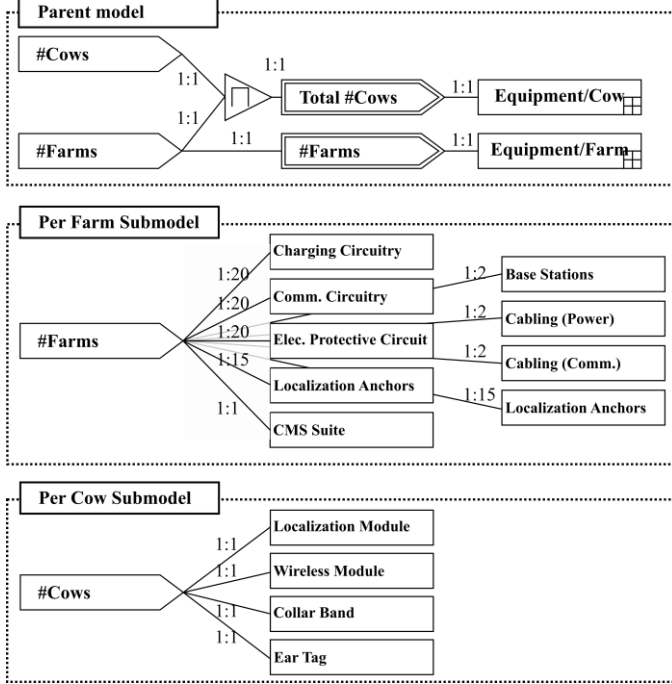 Parent model
#Cows
1:1
1:1
1:1
∏
Total #Cows
1:1
Equipment/Cow
#Farms
1:1
#Farms
1:1
Equipment/Farm
Per Farm Submodel
#Farms
1:20
Charging Circuitry
1:20
Comm. Circuitry
1:20
Elec. Protective Circuit
1:15
Localization Anchors
1:1
CMS Suite
1:2
Base Stations
1:2
Cabling (Power)
1:2
Cabling (Comm.)
1:15
Localization Anchors
Per Cow Submodel
#Cows
1:1
Localization Module
1:1
Wireless Module
1:1
Collar Band
1:1
Ear Tag